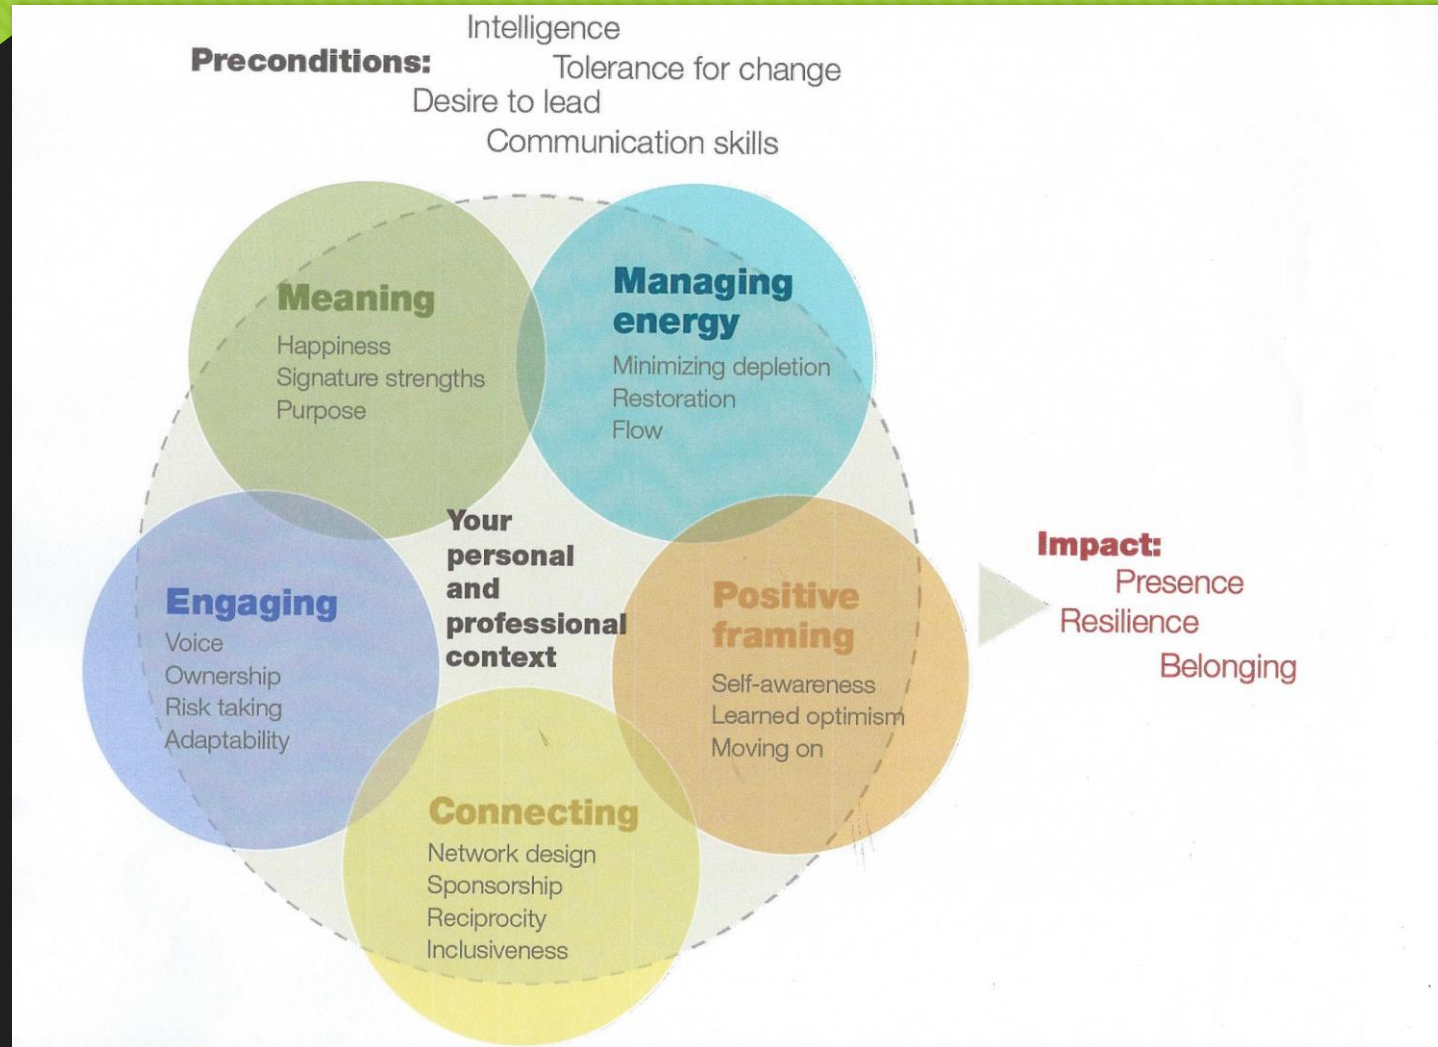 Preconditions:
Intelligence
Tolerance for change
Desire to lead
Communication skills
Meaning
Happiness
Signature strengths
Purpose
Managing
energy
Minimizing depletion
Restoration
Flow
Your
personal
and
professional
context
Engaging
Voice
Ownership
Risk taking
Adaptability
Positive
framing
Self-awareness
Learned optimism
Moving on
Connecting
Network design
Sponsorship
Reciprocity
Inclusiveness
Impact:
Presence
Resilience
Belonging